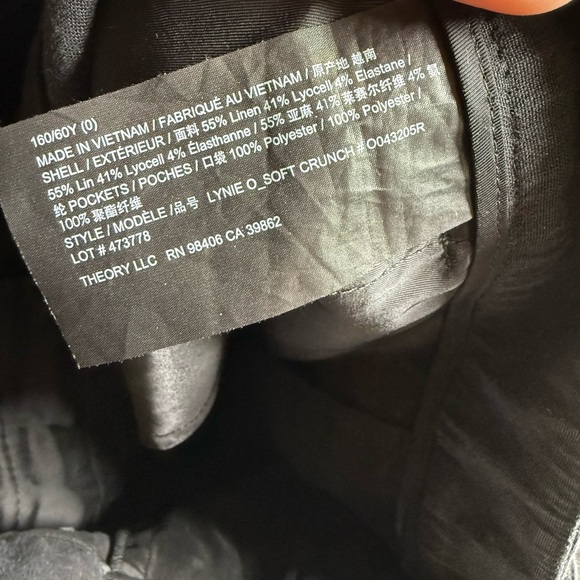 160/60Y (0)
MADE IN VIETNAM / FABRIQUÉ AU VIETNAM / 原产地 越南
SHELL / EXTÉRIEUR / 面料 55% Linen 41% Lyocell 4% Elastane /
55% Lin 41% Lyocell 4% Élasthanne / 55% 亚麻 41% 莱赛尔纤维 4% 氨
纶 POCKETS / POCHES / 口袋 100% Polyester / 100% Polyester /
100% 聚酯纤维
STYLE / MODÈLE /品号 LYNIE O_SOFT CRUNCH # O043205R
LOT # 473778
THEORY LLC RN 98406 CA 39862